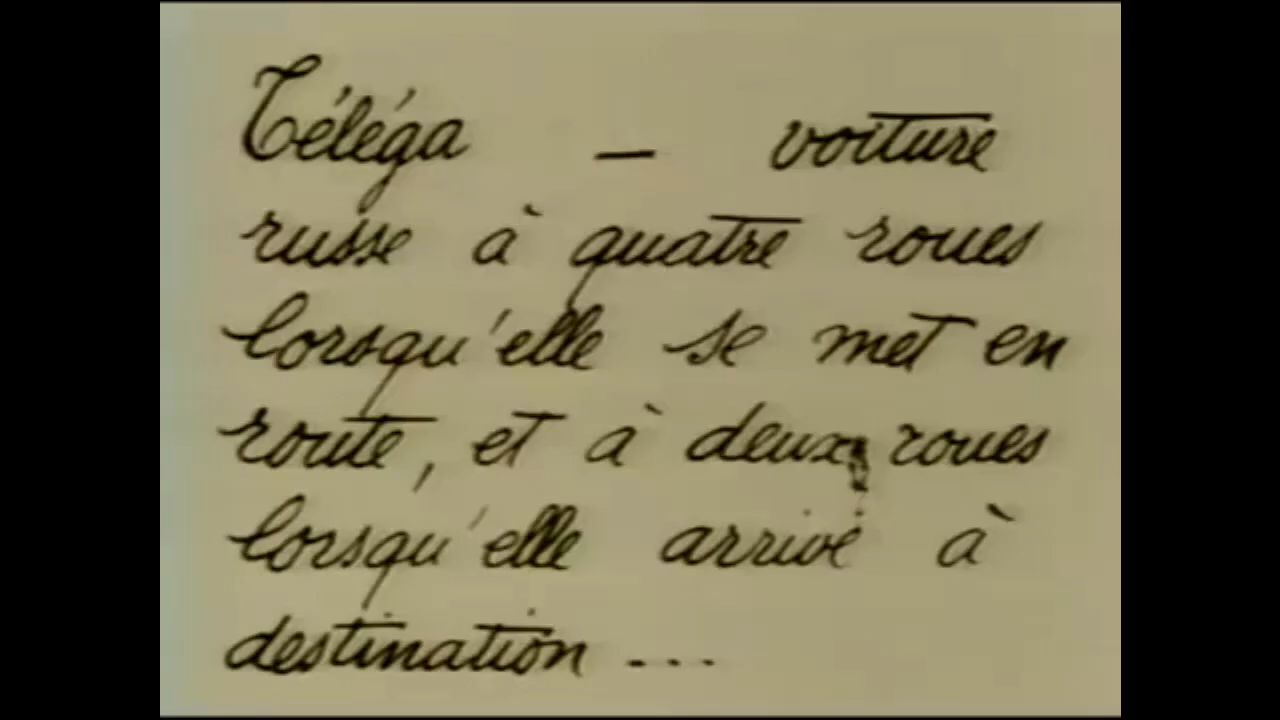 Téléga — voiture
russe à quatre roues
lorsqu'elle se met en
route, et à deux roues
lorsqu'elle arrive à
destination ...